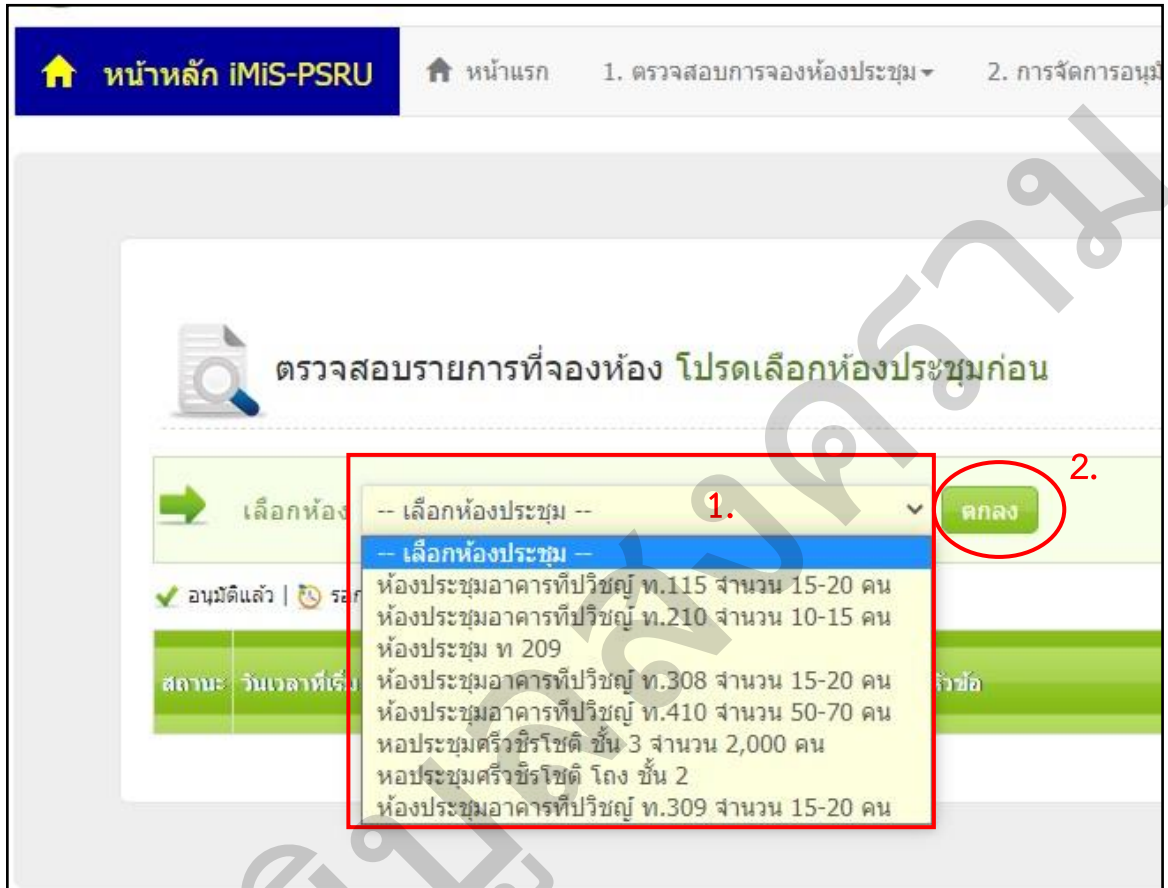 หน้าหลัก iMiS-PSRU หน้าแรก 1. ตรวจสอบการจองห้องประชุม 2. การจัดการอนุมั
ตรวจสอบรายการที่จองห้อง โปรดเลือกห้องประชุมก่อน
เลือกห้อง -- เลือกห้องประชุม -- 1. ตกลง 2.
-- เลือกห้องประชุม --
ห้องประชุมอาคารทีปวิชญ์ ท.115 จำนวน 15-20 คน
✓ อนุมัติแล้ว | รอ
ห้องประชุมอาคารทีปวิชญ์ ท.210 จำนวน 10-15 คน
ห้องประชุม ท 209
สถานะ วันเวลาที่เริ่ม ห้องประชุมอาคารทีปวิชญ์ ท.308 จำนวน 15-20 คน หัวข้อ
ห้องประชุมอาคารทีปวิชญ์ ท.410 จำนวน 50-70 คน
หอประชุมศรีวชิรโชติ ชั้น 3 จำนวน 2,000 คน
หอประชุมศรีวชิรโชติ โถง ชั้น 2
ห้องประชุมอาคารทีปวิชญ์ ท.309 จำนวน 15-20 คน